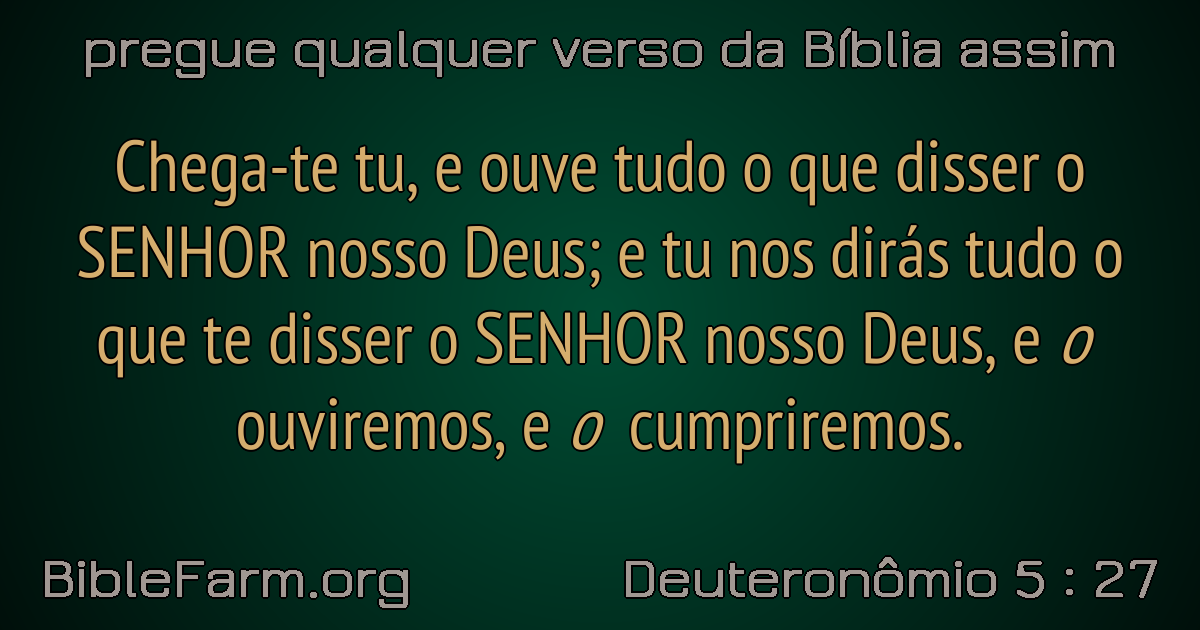 pregue qualquer verso da Bíblia assim
Chega-te tu, e ouve tudo o que disser o
SENHOR nosso Deus; e tu nos dirás tudo o
que te disser o SENHOR nosso Deus, e o
ouviremos, e o cumpriremos.
BibleFarm.org
Deuteronômio 5 : 27